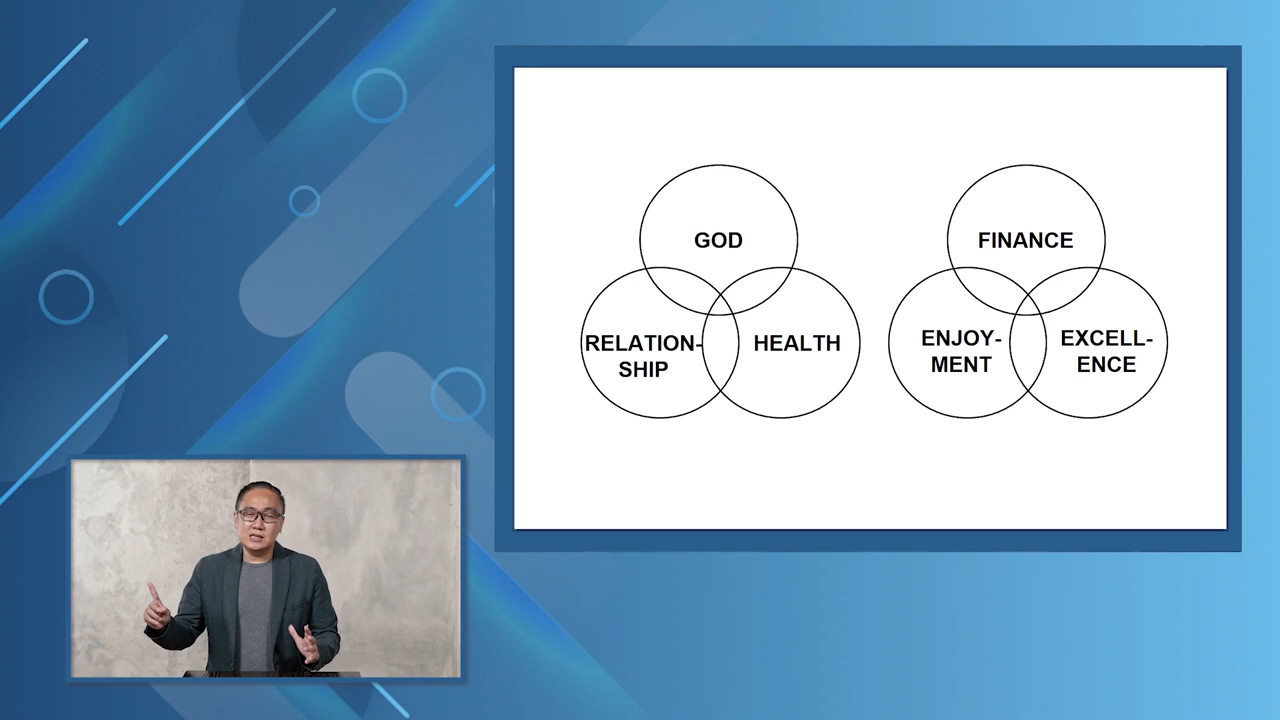 GOD
RELATION-
SHIP
HEALTH
FINANCE
ENJOY-
MENT
EXCELL-
ENCE